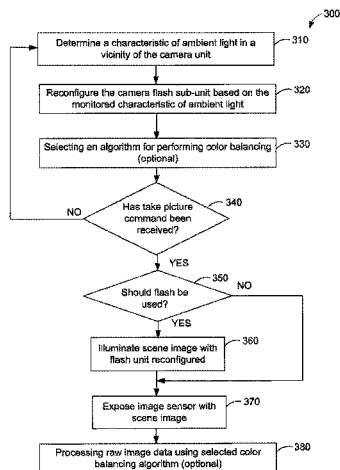 300
Determine a characteristic of ambient light in a
vicinity of the camera unit
310
Reconfigure the camera flash sub-unit based on the
monitored characteristic of ambient light
320
Selecting an algorithm for performing color balancing
(optional)
330
Has take picture
command been
received?
340
NO
YES
Should flash be
used?
350
NO
YES
Illuminate scene image with
flash unit reconfigured
360
Expose image sensor with
scene image
370
Processing raw image data using selected color
balancing algorithm (optional)
380